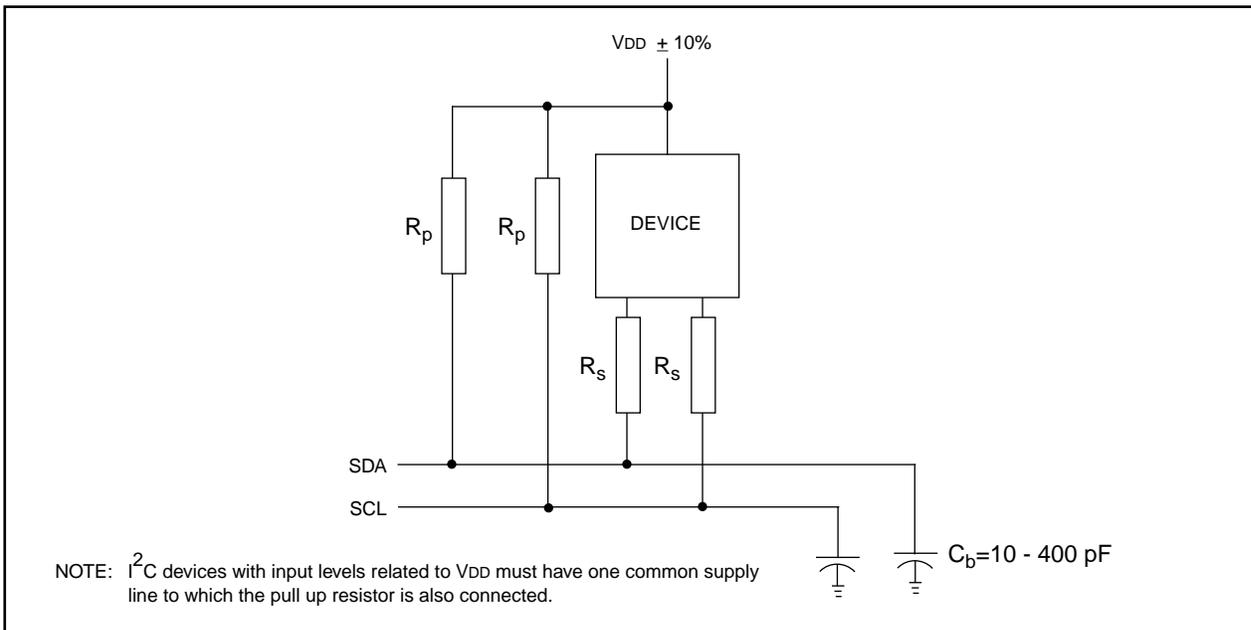 VDD ± 10%
Rp
Rp
DEVICE
Rs
Rs
SDA
SCL
Cb=10 - 400 pF
NOTE: I2C devices with input levels related to VDD must have one common supply
line to which the pull up resistor is also connected.